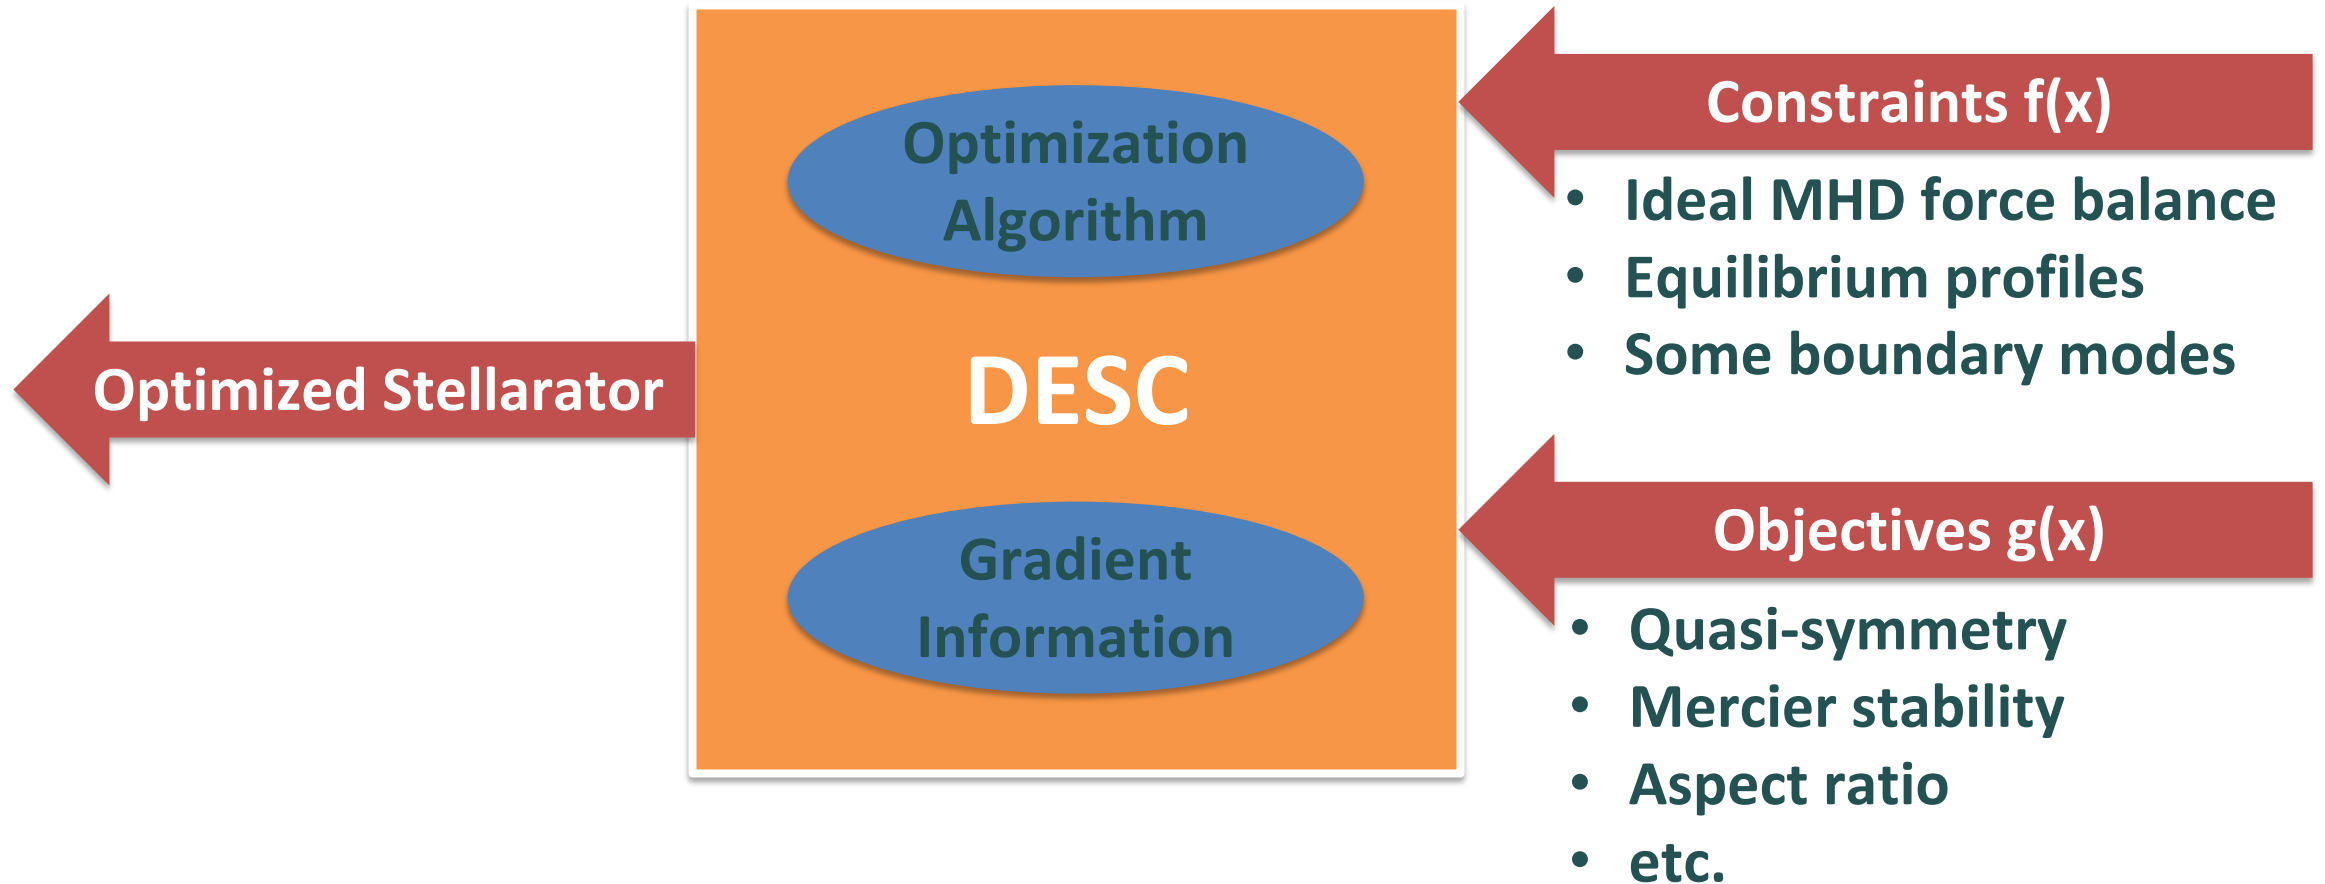 Optimized Stellarator
Optimization
Algorithm
DESC
Gradient
Information
Constraints f(x)
• Ideal MHD force balance
• Equilibrium profiles
• Some boundary modes
Objectives g(x)
• Quasi-symmetry
• Mercier stability
• Aspect ratio
• etc.